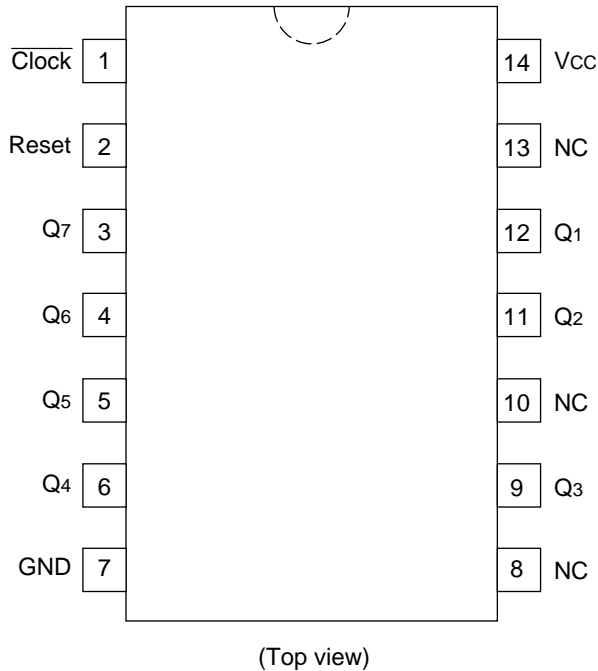 Clock 1 14 VCC
Reset 2 13 NC
Q7 3 12 Q1
Q6 4 11 Q2
Q5 5 10 NC
Q4 6 9 Q3
GND 7 8 NC
(Top view)